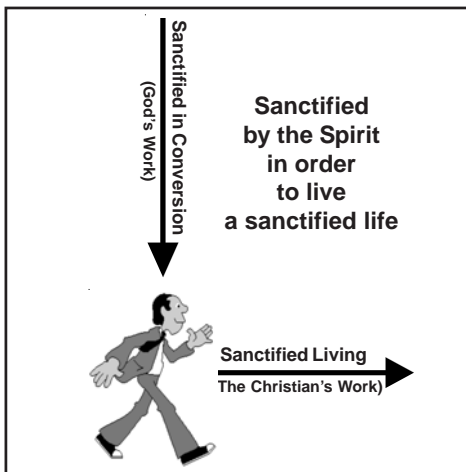 Sanctified in Conversion
(God's Work)
Sanctified
by the Spirit
in order
to live
a sanctified life
Sanctified Living
The Christian's Work)